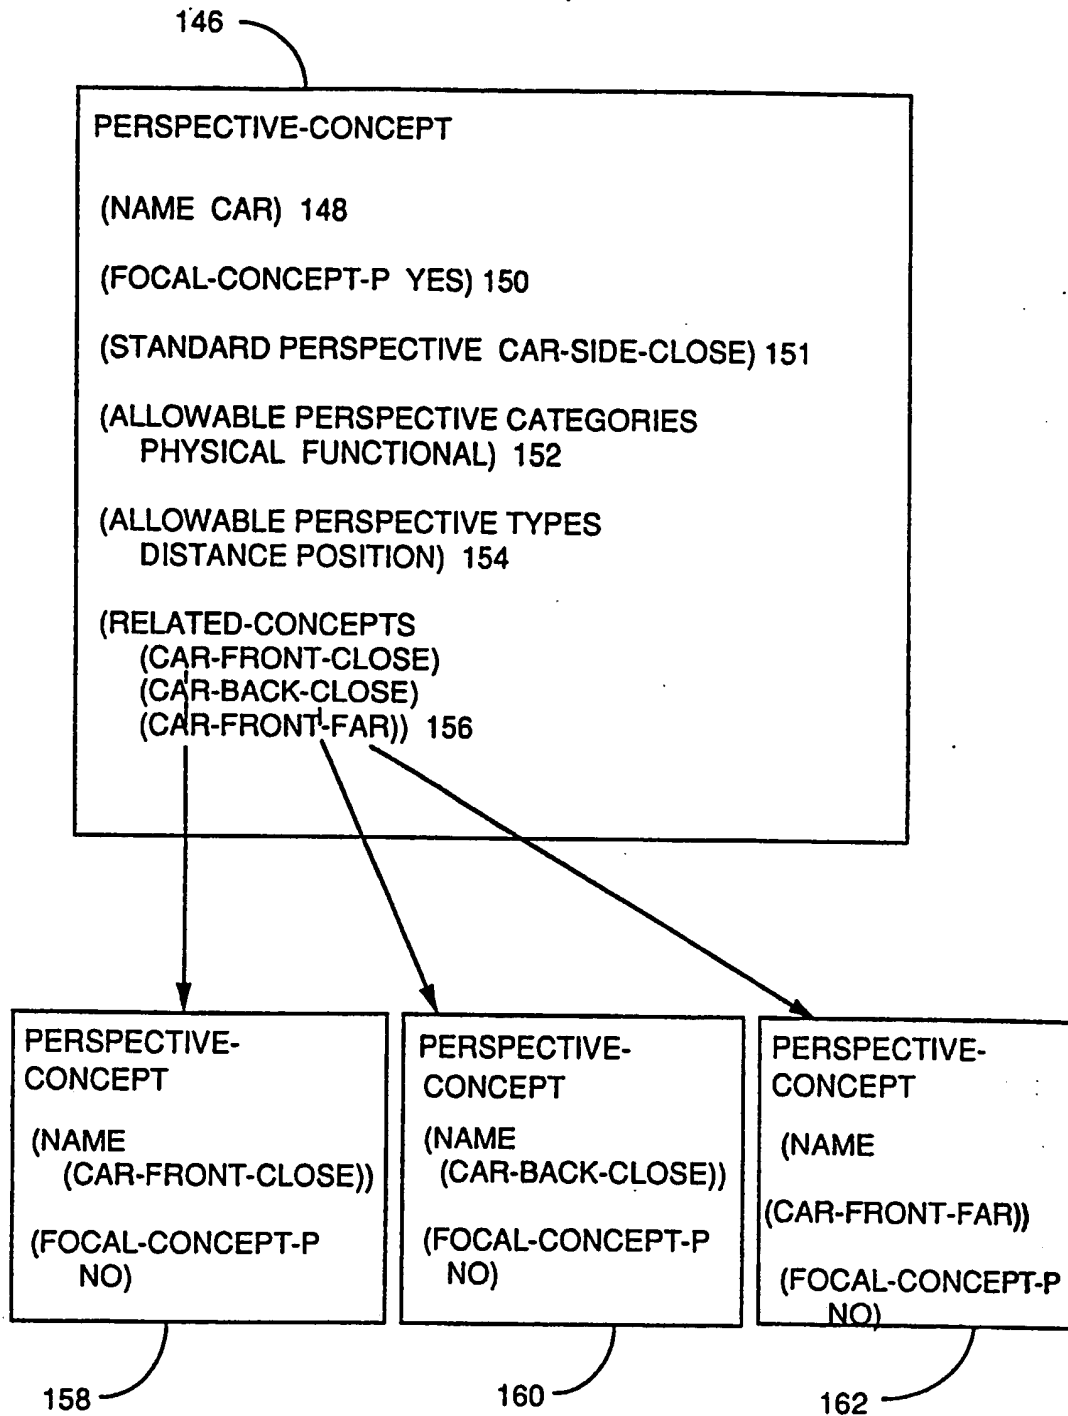 146
PERSPECTIVE-CONCEPT
(NAME CAR) 148
(FOCAL-CONCEPT-P YES) 150
(STANDARD PERSPECTIVE CAR-SIDE-CLOSE) 151
(ALLOWABLE PERSPECTIVE CATEGORIES
PHYSICAL FUNCTIONAL) 152
(ALLOWABLE PERSPECTIVE TYPES
DISTANCE POSITION) 154
(RELATED-CONCEPTS
(CAR-FRONT-CLOSE)
(CAR-BACK-CLOSE)
(CAR-FRONT-FAR)) 156
PERSPECTIVE-
CONCEPT
(NAME
(CAR-FRONT-CLOSE))
(FOCAL-CONCEPT-P
NO)
158
PERSPECTIVE-
CONCEPT
(NAME
(CAR-BACK-CLOSE))
(FOCAL-CONCEPT-P
NO)
160
PERSPECTIVE-
CONCEPT
(NAME
(CAR-FRONT-FAR))
(FOCAL-CONCEPT-P
NO)
162